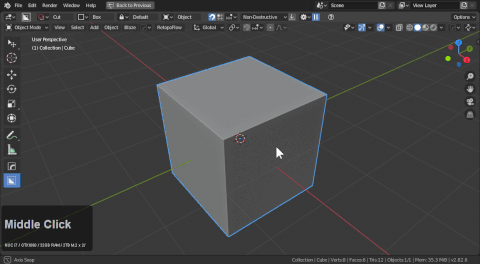 File Edit Render Window Help
Back to Previous
Scene
View Layer
Cut
Box
Default
Object
Non-Destructive
Options
Object Mode View Select Add Object Blaze RetopoFlow
User Perspective
(1) Collection | Cube
Middle Click
Axis Snap
Collection | Cube | Verts:8 | Faces:6 | Tris:12 | Objects:1/1 | Mem: 35.3 MiB | v2.82.6